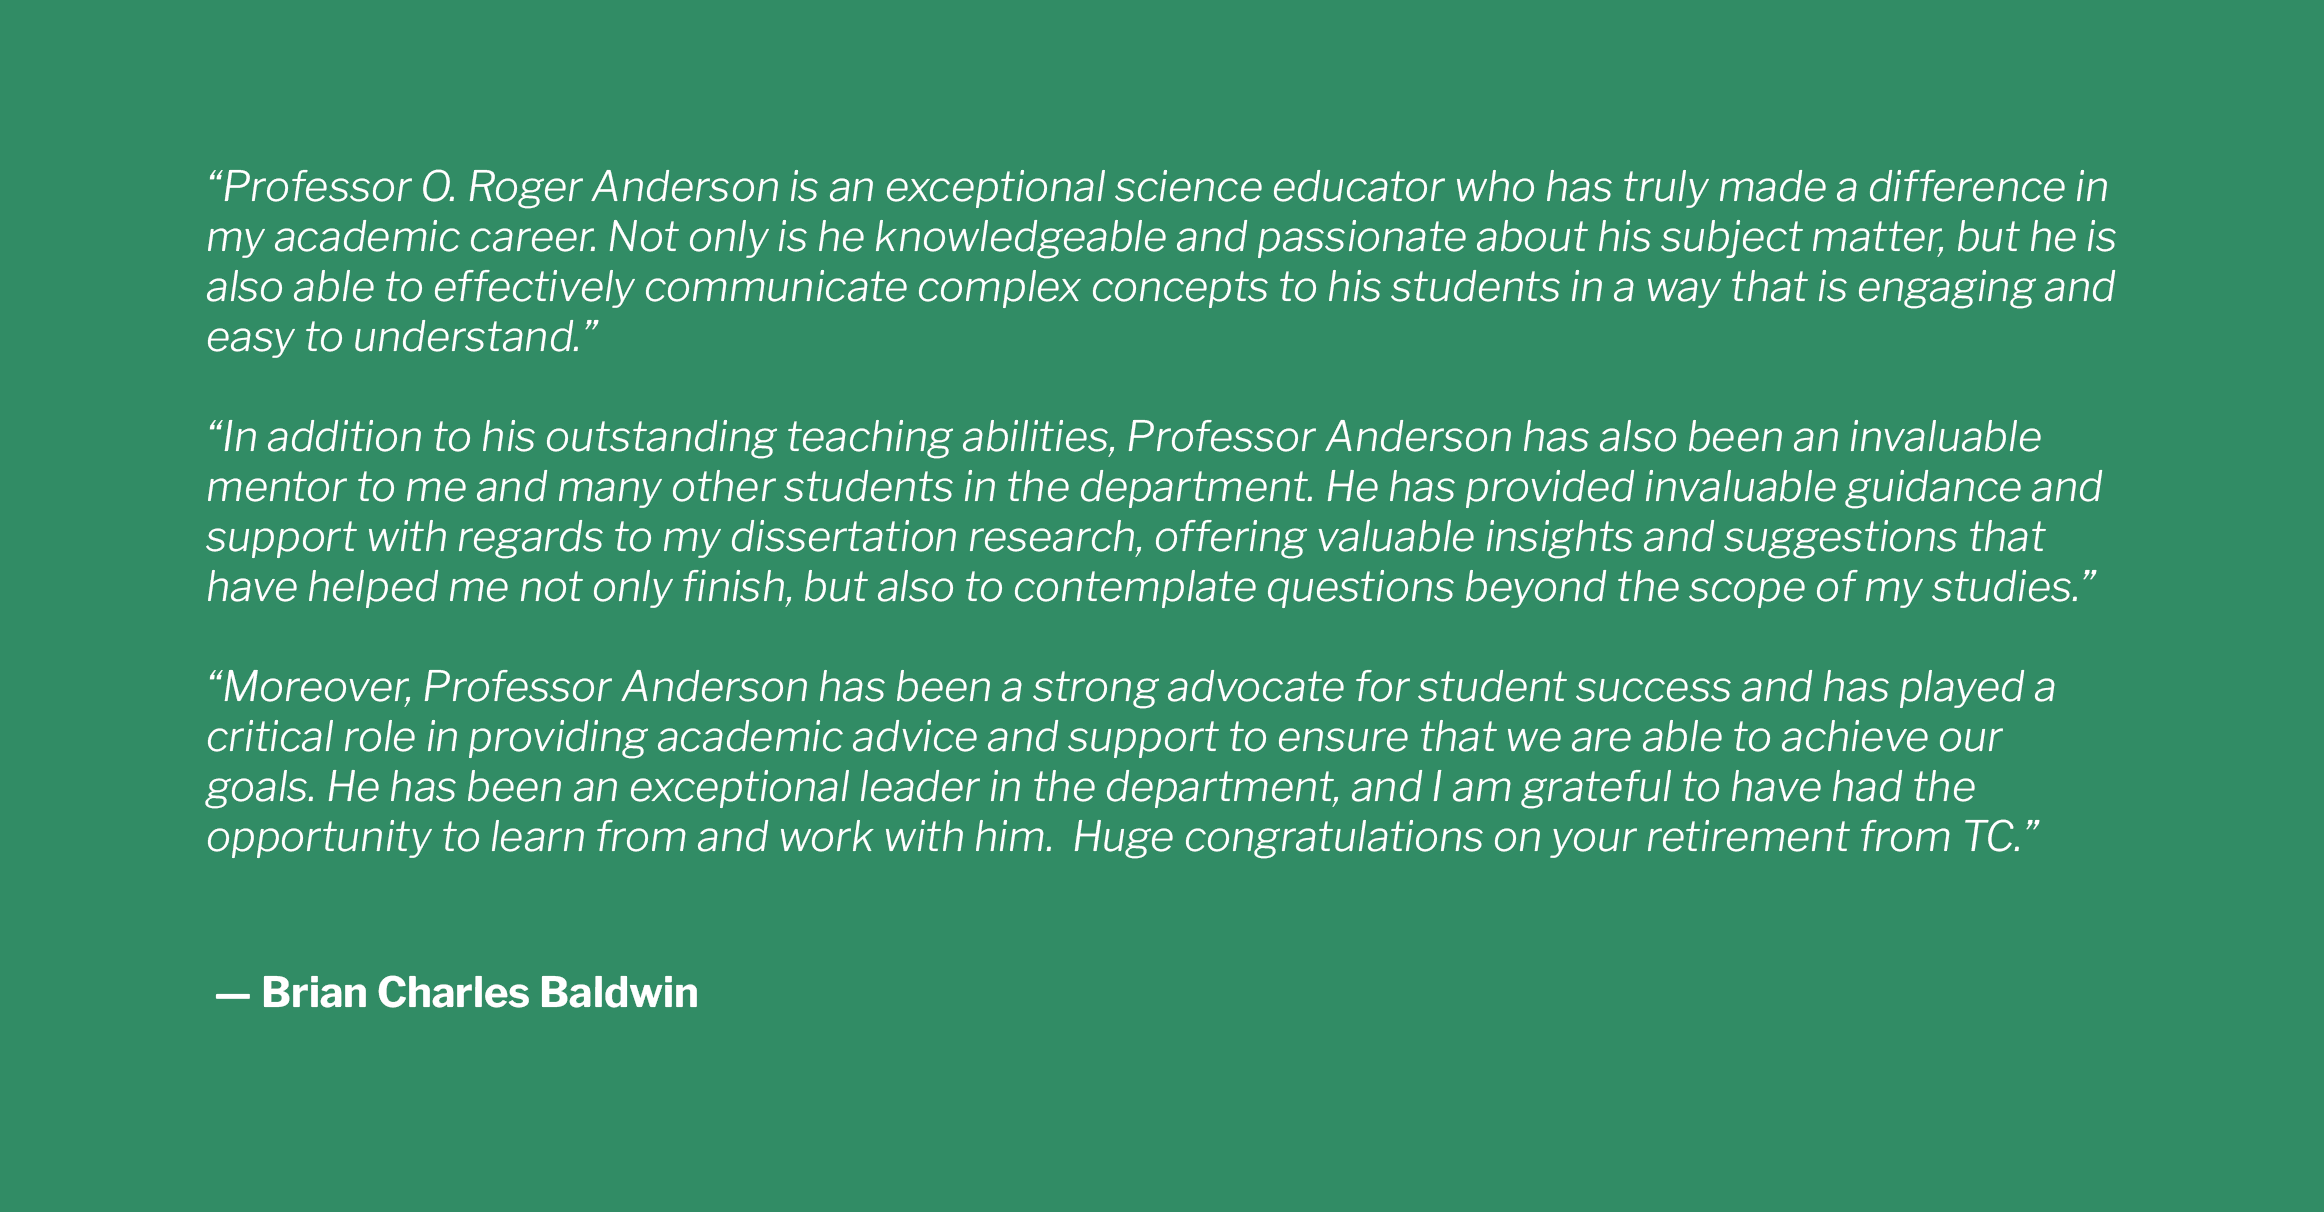 “Professor O. Roger Anderson is an exceptional science educator who has truly made a difference in
my academic career. Not only is he knowledgeable and passionate about his subject matter, but he is
also able to effectively communicate complex concepts to his students in a way that is engaging and
easy to understand.”
“In addition to his outstanding teaching abilities, Professor Anderson has also been an invaluable
mentor to me and many other students in the department. He has provided invaluable guidance and
support with regards to my dissertation research, offering valuable insights and suggestions that
have helped me not only finish, but also to contemplate questions beyond the scope of my studies.”
“Moreover, Professor Anderson has been a strong advocate for student success and has played a
critical role in providing academic advice and support to ensure that we are able to achieve our
goals. He has been an exceptional leader in the department, and I am grateful to have had the
opportunity to learn from and work with him.  Huge congratulations on your retirement from TC.”
— Brian Charles Baldwin